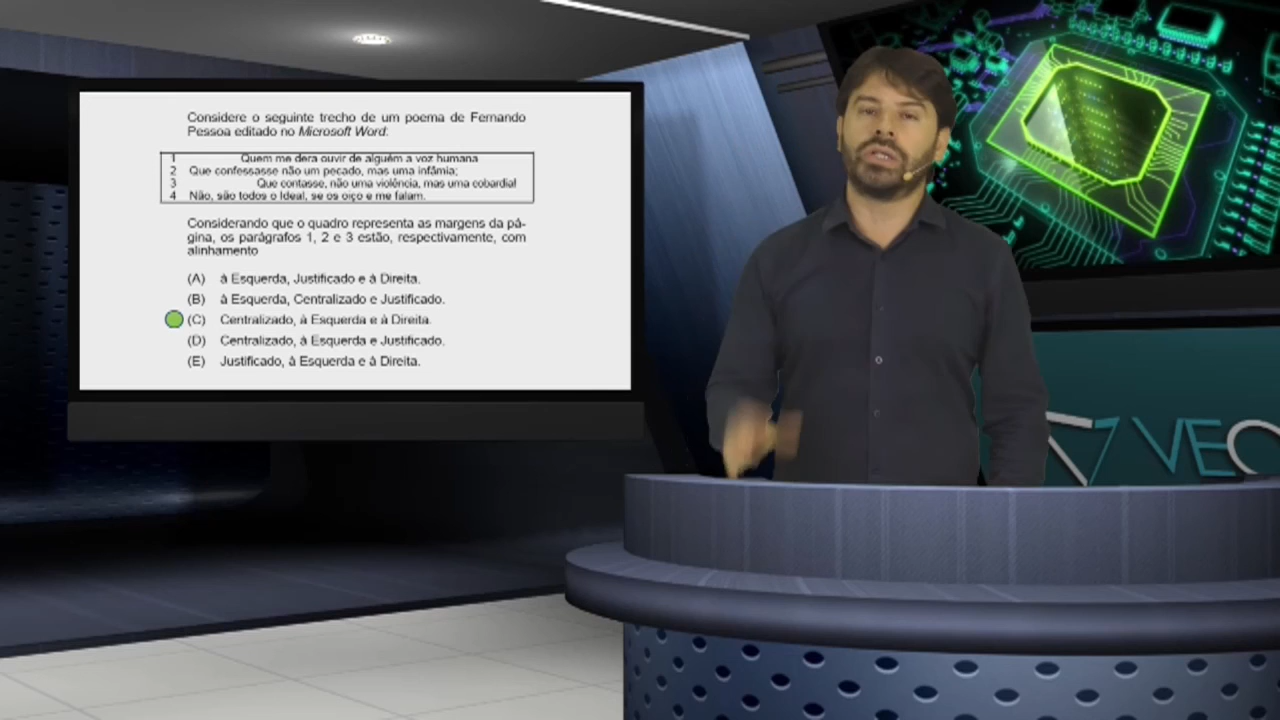 Considere o seguinte trecho de um poema de Fernando
Pessoa editado no Microsoft Word:
1 Quem me dera ouvir de alguém a voz humana
2 Que confessasse não um pecado, mas uma infâmia;
3 Que contasse, não uma violência, mas uma cobardia!
4 Não, são todos o Ideal, se os oiço e me falam.
Considerando que o quadro representa as margens da pá-
gina, os parágrafos 1, 2 e 3 estão, respectivamente, com
alinhamento
(A) à Esquerda, Justificado e à Direita.
(B) à Esquerda, Centralizado e Justificado.
(C) Centralizado, à Esquerda e à Direita.
(D) Centralizado, à Esquerda e Justificado.
(E) Justificado, à Esquerda e à Direita.
VEC